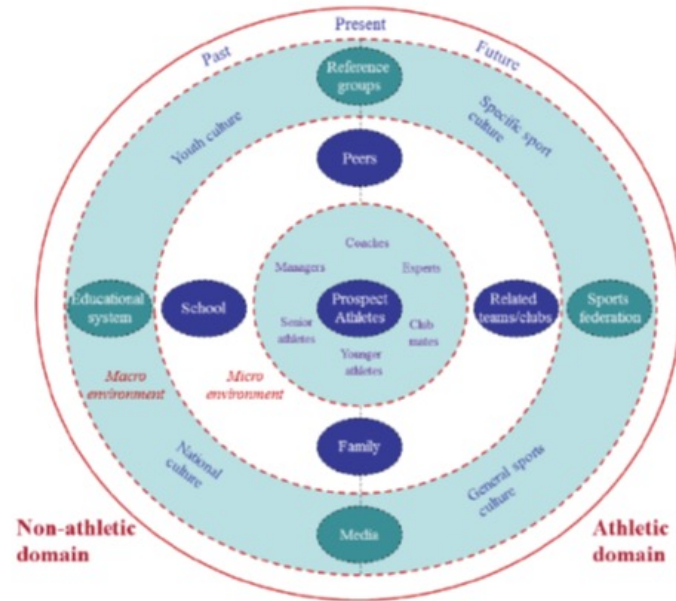 Present
Past
Future
Reference
groups
Youth culture
Specific sport
culture
Peers
Coaches
Managers
Experts
Educational
system
School
Prospect
Athletes
Related
teams/clubs
Sports
federation
Senior
athletes
Club
mates
Younger
athletes
Macro
environment
Micro
environment
Family
National
culture
General sports
culture
Media
Non-athletic
domain
Athletic
domain